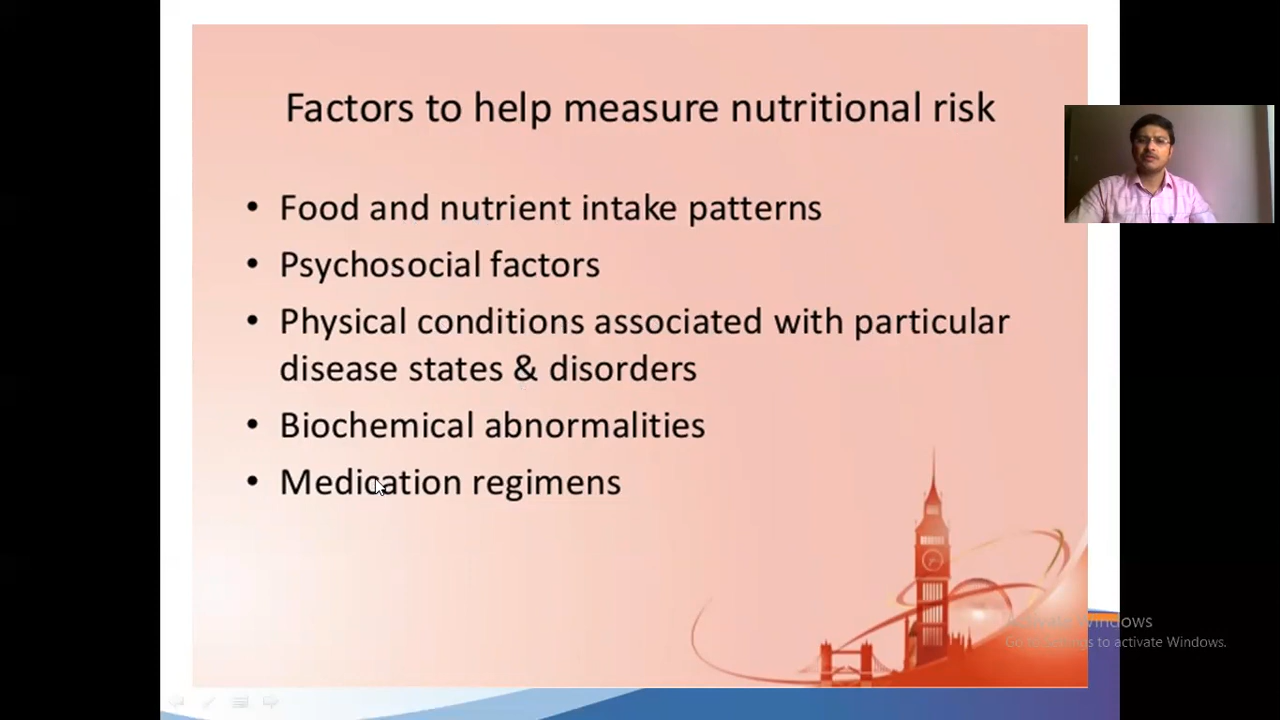 Factors to help measure nutritional risk
• Food and nutrient intake patterns
• Psychosocial factors
• Physical conditions associated with particular
disease states & disorders
• Biochemical abnormalities
• Medication regimens
Activate Windows
Go to Settings to activate Windows.